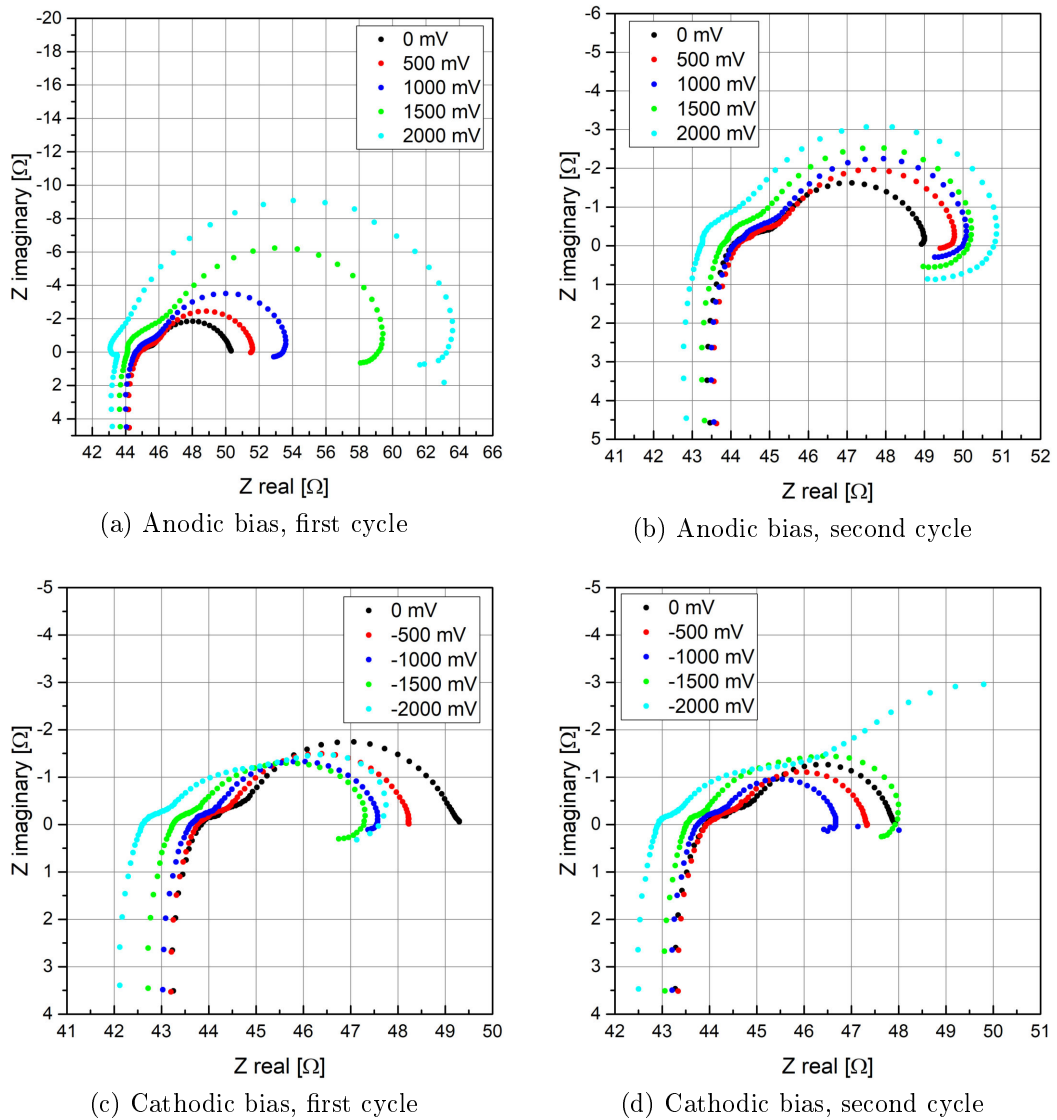 -20
-18
-16
-14
-12
-10
-8
-6
-4
-2
0
2
4
Z imaginary [Ω]
0 mV
500 mV
1000 mV
1500 mV
2000 mV
42 44 46 48 50 52 54 56 58 60 62 64 66
Z real [Ω]
(a) Anodic bias, first cycle
-6
-5
-4
-3
-2
-1
0
1
2
3
4
5
Z imaginary [Ω]
0 mV
500 mV
1000 mV
1500 mV
2000 mV
41 42 43 44 45 46 47 48 49 50 51 52
Z real [Ω]
(b) Anodic bias, second cycle
-5
-4
-3
-2
-1
0
1
2
3
4
Z imaginary [Ω]
0 mV
-500 mV
-1000 mV
-1500 mV
-2000 mV
41 42 43 44 45 46 47 48 49 50
Z real [Ω]
(c) Cathodic bias, first cycle
-5
-4
-3
-2
-1
0
1
2
3
4
Z imaginary [Ω]
0 mV
-500 mV
-1000 mV
-1500 mV
-2000 mV
42 43 44 45 46 47 48 49 50 51
Z real [Ω]
(d) Cathodic bias, second cycle